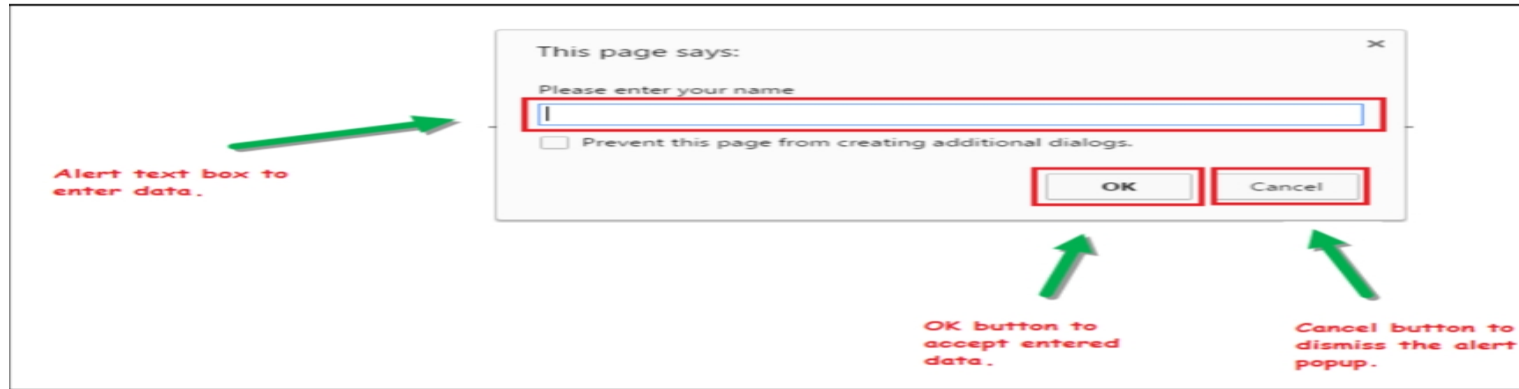 This page says:
×
Please enter your name
Prevent this page from creating additional dialogs.
OK
Cancel
Alert text box to
enter data.
OK button to
accept entered
data.
Cancel button to
dismiss the alert
popup.